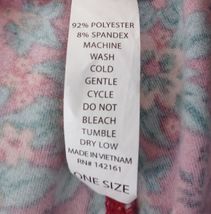 92% POLYESTER
8% SPANDEX
MACHINE
WASH
COLD
GENTLE
CYCLE
DO NOT
BLEACH
TUMBLE
DRY LOW
MADE IN VIETNAM
RN# 142161
ONE SIZE